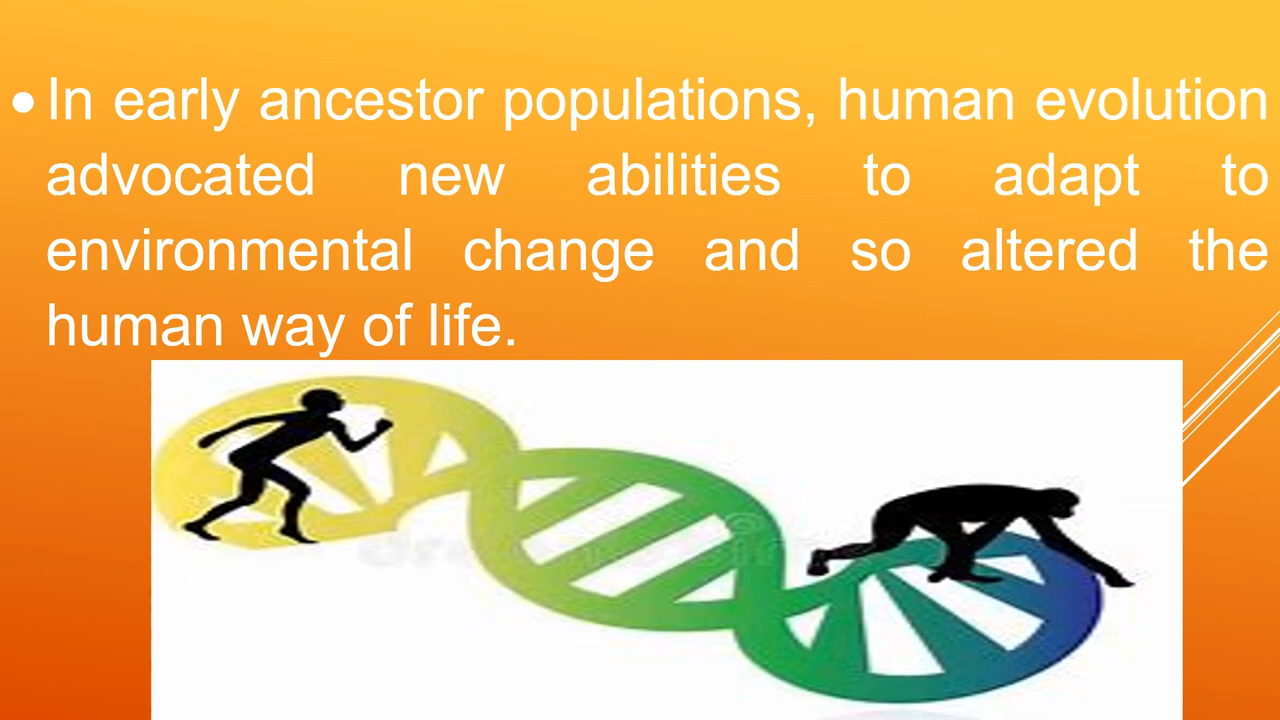 • In early ancestor populations, human evolution
advocated new abilities to adapt to
environmental change and so altered the
human way of life.